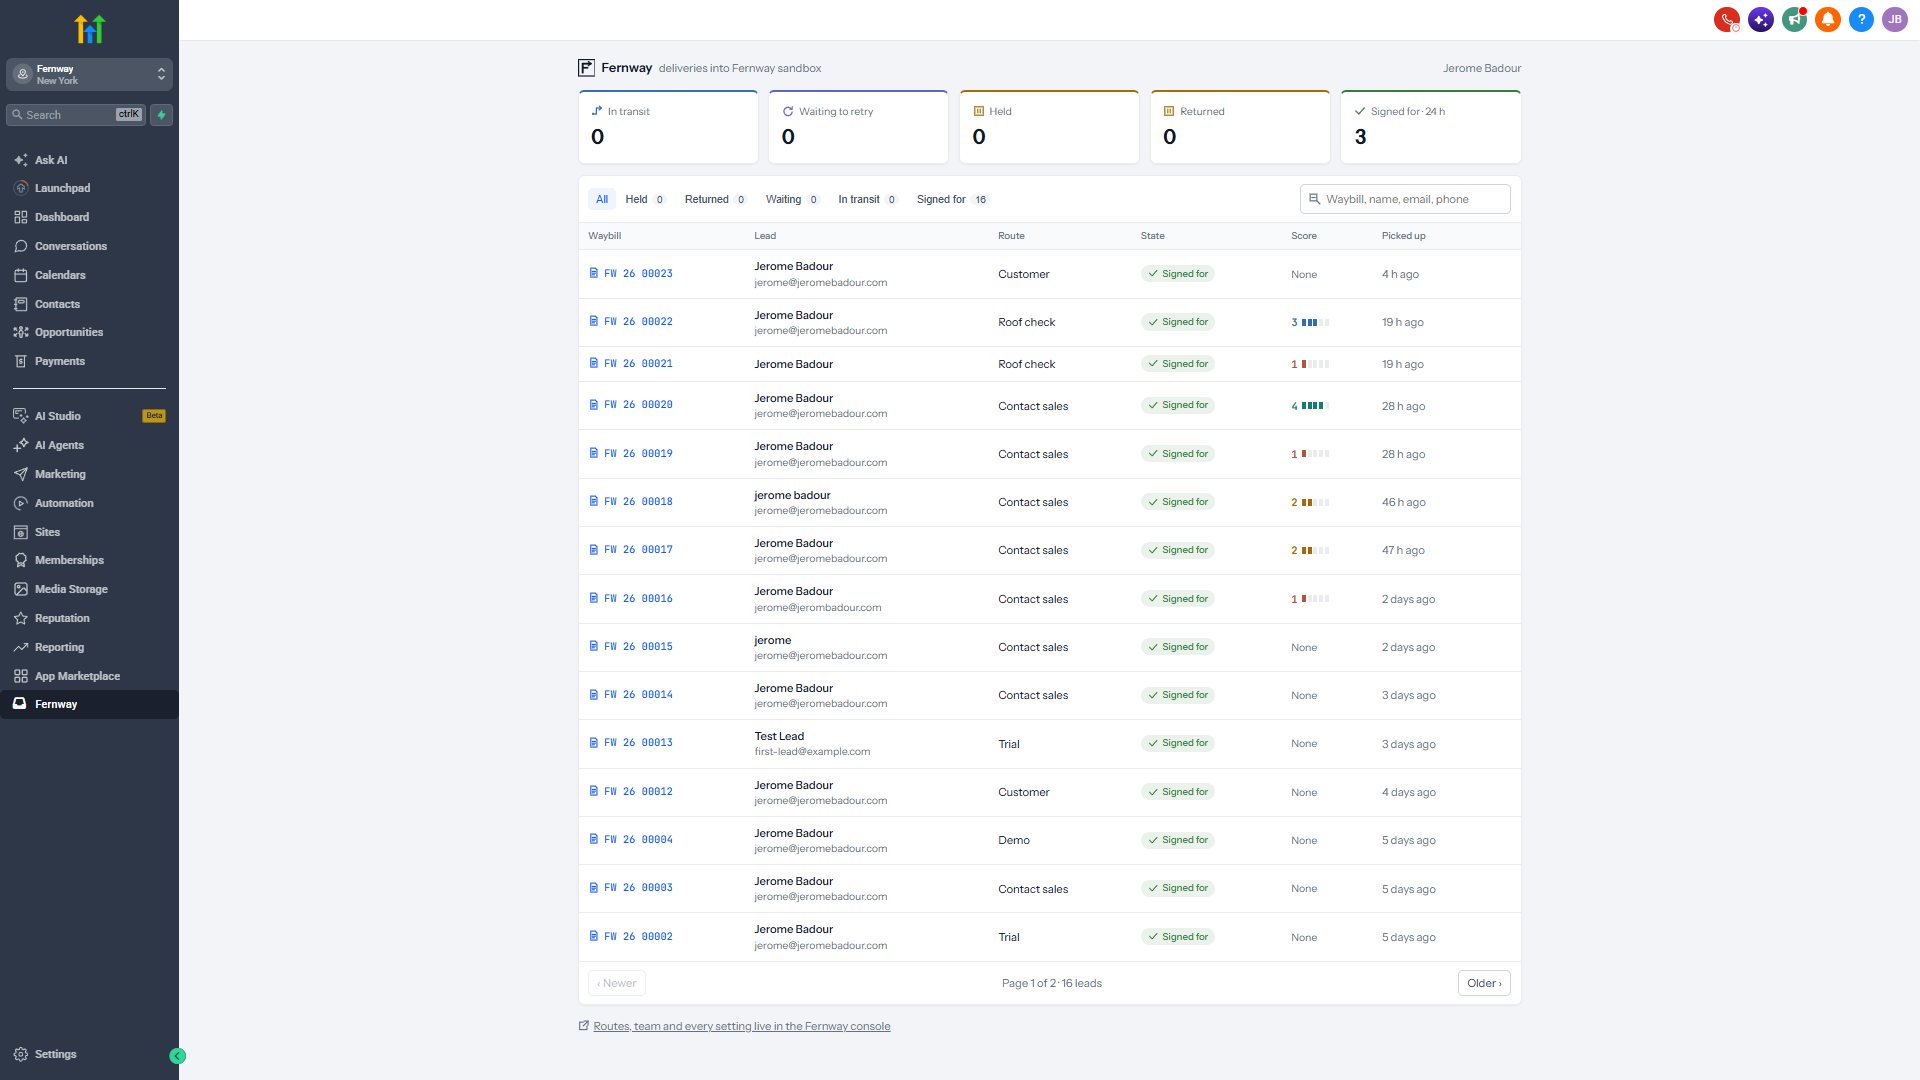 Fernway
New York
Search ctrlK
Ask AI
Launchpad
Dashboard
Conversations
Calendars
Contacts
Opportunities
Payments
AI Studio Beta
AI Agents
Marketing
Automation
Sites
Memberships
Media Storage
Reputation
Reporting
App Marketplace
Fernway
Settings
JB
Fernway deliveries into Fernway sandbox Jerome Badour
In transit
0
Waiting to retry
0
Held
0
Returned
0
Signed for · 24 h
3
All Held 0 Returned 0 Waiting 0 In transit 0 Signed for 16 Waybill, name, email, phone
Waybill Lead Route State Score Picked up
FW 26 00023 Jerome Badour Customer Signed for None 4 h ago
jerome@jeromebadour.com
FW 26 00022 Jerome Badour Roof check Signed for 3 19 h ago
jerome@jeromebadour.com
FW 26 00021 Jerome Badour Roof check Signed for 1 19 h ago
FW 26 00020 Jerome Badour Contact sales Signed for 4 28 h ago
jerome@jeromebadour.com
FW 26 00019 Jerome Badour Contact sales Signed for 1 28 h ago
jerome@jeromebadour.com
FW 26 00018 jerome badour Contact sales Signed for 2 46 h ago
jerome@jeromebadour.com
FW 26 00017 Jerome Badour Contact sales Signed for 2 47 h ago
jerome@jeromebadour.com
FW 26 00016 Jerome Badour Contact sales Signed for 1 2 days ago
jerome@jerombadour.com
FW 26 00015 jerome Contact sales Signed for None 2 days ago
jerome@jeromebadour.com
FW 26 00014 Jerome Badour Contact sales Signed for None 3 days ago
jerome@jeromebadour.com
FW 26 00013 Test Lead Trial Signed for None 3 days ago
first-lead@example.com
FW 26 00012 Jerome Badour Customer Signed for None 4 days ago
jerome@jeromebadour.com
FW 26 00004 Jerome Badour Demo Signed for None 5 days ago
jerome@jeromebadour.com
FW 26 00003 Jerome Badour Contact sales Signed for None 5 days ago
jerome@jeromebadour.com
FW 26 00002 Jerome Badour Trial Signed for None 5 days ago
jerome@jeromebadour.com
‹ Newer Page 1 of 2 · 16 leads Older ›
Routes, team and every setting live in the Fernway console